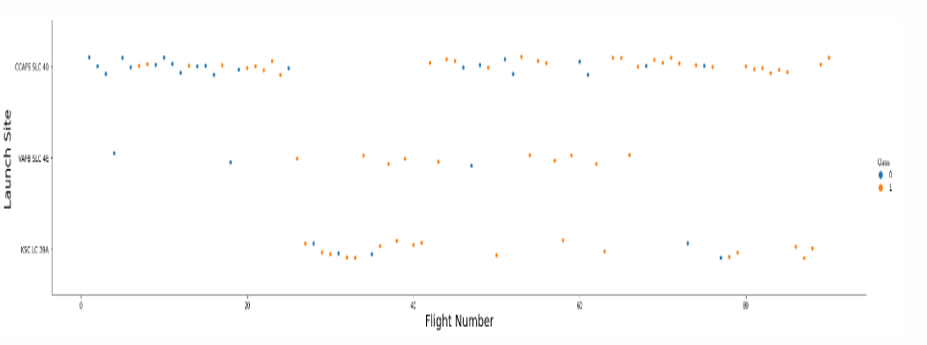 Launch Site
CCAFS SLC 40
VAFB SLC 4E
KSC LC 39A
0 20 40 60 80
Flight Number
Class
0
1